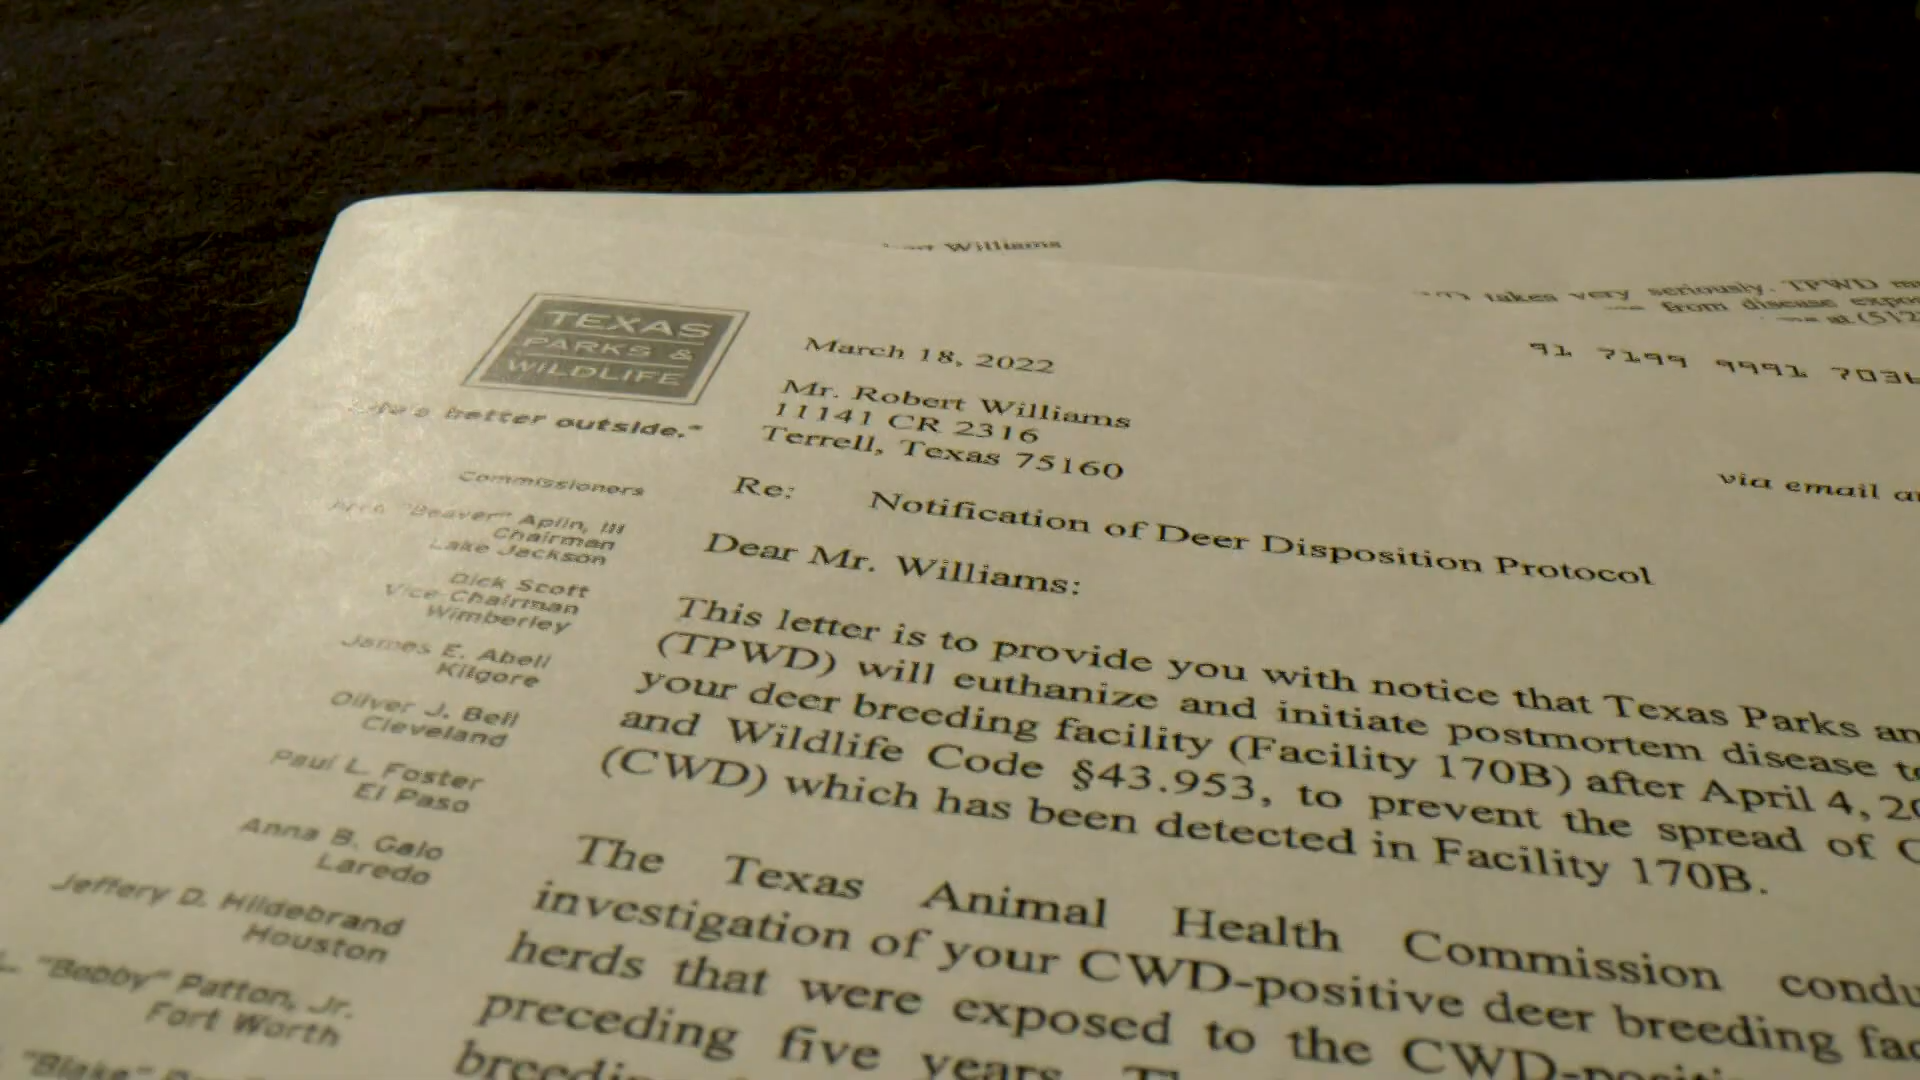 Williams
takes very seriously. TPWD
from disease
at (512
91 7199 9991 703
TEXAS
PARKS &
WILDLIFE
better outside."
March 18, 2022
Mr. Robert Williams
11141 CR 2316
Terrell, Texas 75160
via email
Re: Notification of Deer Disposition Protocol
Dear Mr. Williams:
This letter is to provide you with notice that Texas Parks
(TPWD) will euthanize and initiate postmortem disease
your deer breeding facility (Facility 170B) after April 4,
and Wildlife Code §43.953, to prevent the spread of
(CWD) which has been detected in Facility 170B.
The Texas Animal Health Commission
investigation of your CWD-positive deer breeding
herds that were exposed to the
preceding five years.
Commissioners
"Beaver" Aplin, III
Chairman
Lake Jackson
Dick Scott
Vice-Chairman
Wimberley
James E. Abell
Kilgore
Oliver J. Bell
Cleveland
Paul L. Foster
El Paso
Anna B. Galo
Laredo
Jeffery D. Hildebrand
Houston
"Bobby" Patton, Jr.
Fort Worth
"Blake"